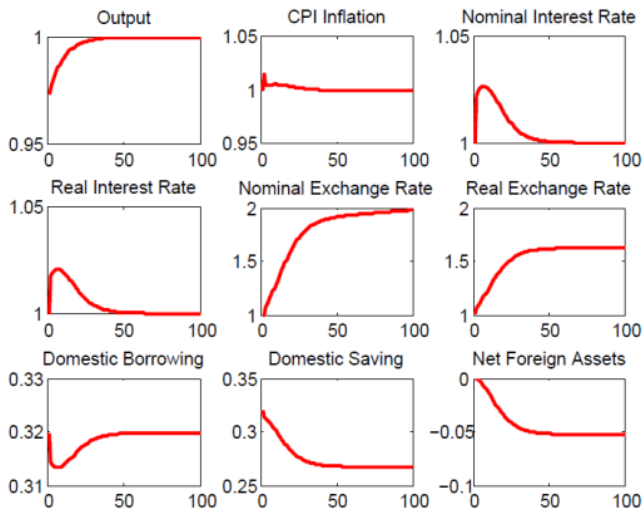 Output CPI Inflation Nominal Interest Rate
1 1.05 1.05
1
0.95 0.95 1
0 50 100 0 50 100 0 50 100
Real Interest Rate Nominal Exchange Rate Real Exchange Rate
1.05 2 2
1.5 1.5
1 1 1
0 50 100 0 50 100 0 50 100
Domestic Borrowing Domestic Saving Net Foreign Assets
0.33 0.35 0
0.32 0.3 −0.05
0.31 0.25 −0.1
0 50 100 0 50 100 0 50 100